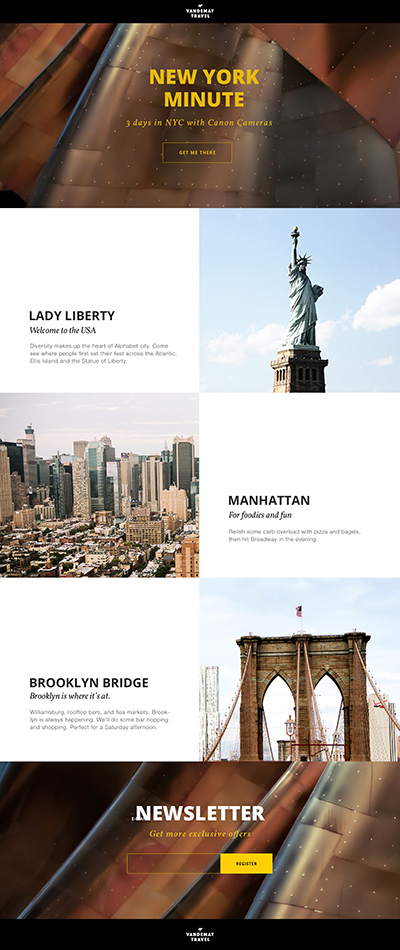 VANDEMAY
TRAVEL
NEW YORK
MINUTE
3 days in NYC with Canon Cameras
GET ME THERE
LADY LIBERTY
Welcome to the USA
Diversity makes up the heart of Alphabet city. Come
see where people first set their feet across the Atlantic,
Ellis Island and the Statue of Liberty.
MANHATTAN
For foodies and fun
Relish some carb overload with pizza and bagels,
then hit Broadway in the evening.
BROOKLYN BRIDGE
Brooklyn is where it's at.
Williamsburg, rooftop bars, and flea markets. Brook-
lyn is always happening. We'll do some bar hopping
and shopping. Perfect for a Saturday afternoon.
NEWSLETTER
Get more exclusive offers
REGISTER
VANDEMAY
TRAVEL